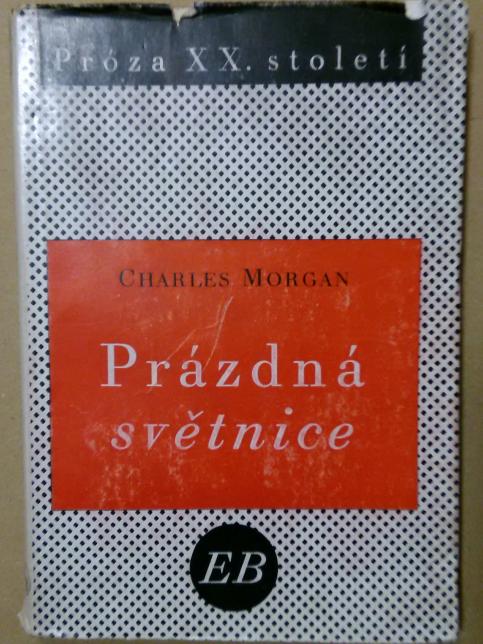 Próza XX. století
CHARLES MORGAN
Prázdná
světnice
EB